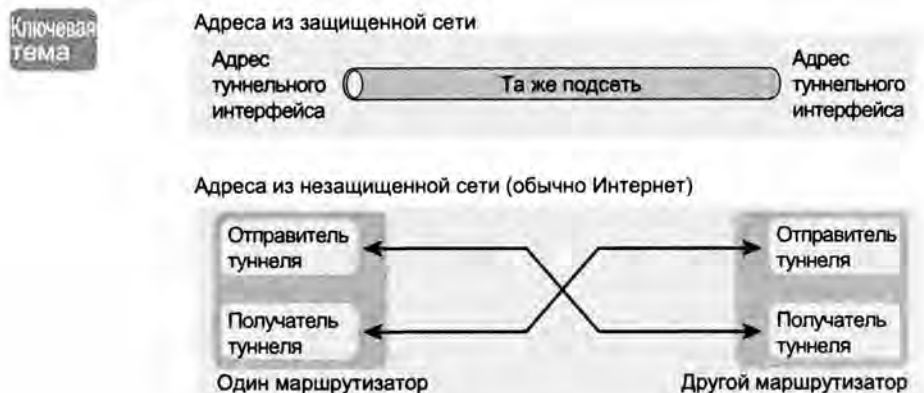 Ключевая
тема
Адреса из защищенной сети
Адрес
туннельного
интерфейса
Та же подсеть
Адрес
туннельного
интерфейса
Адреса из незащищенной сети (обычно Интернет)
Отправитель
туннеля
Отправитель
туннеля
Получатель
туннеля
Получатель
туннеля
Один маршрутизатор
Другой маршрутизатор